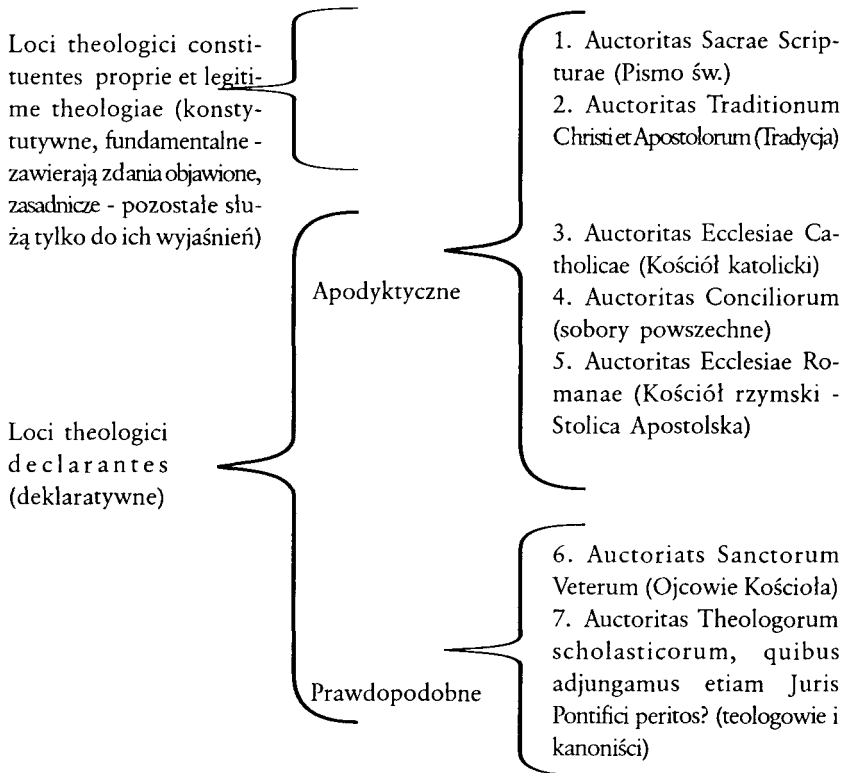 Loci theologici consti-
tuentes proprie et legiti-
me theologiae (konsty-
tutywne, fundamentalne -
zawierają zdania objawione,
zasadnicze - pozostałe słu-
żą tylko do ich wyjaśnień)
1. Auctoritas Sacrae Scrip-
turae (Pismo św.)
2. Auctoritas Traditionum
Christi et Apostolorum (Tradycja)
Loci theologici
declarantes
(deklaratywne)
Apodyktyczne
3. Auctoritas Ecclesiae Ca-
tholicae (Kościół katolicki)
4. Auctoritas Conciliorum
(sobory powszechne)
5. Auctoritas Ecclesiae Ro-
manae (Kościół rzymski -
Stolica Apostolska)
Prawdopodobne
6. Auctoriats Sanctorum
Veterum (Ojcowie Kościoła)
7. Auctoritas Theologorum
scholasticorum, quibus
adjungamus etiam Juris
Pontifici peritos? (teologowie i
kanoniści)